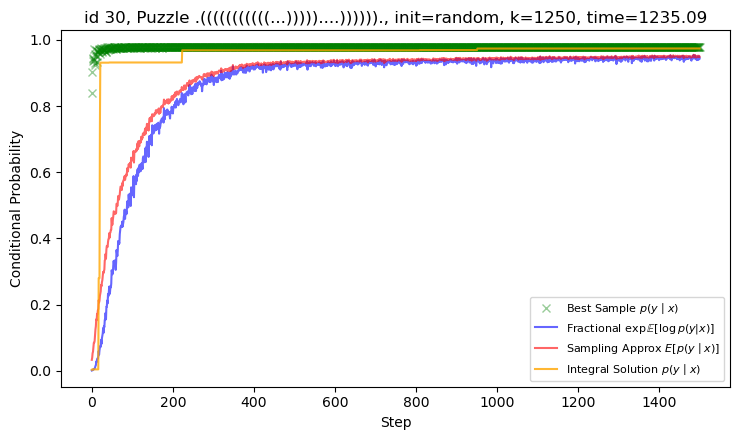 id 30, Puzzle .(((((((((((...)))))....))))))., init=random, k=1250, time=1235.09
1.0
0.8
0.6
0.4
0.2
0.0
Conditional Probability
0 200 400 600 800 1000 1200 1400
Step
Best Sample p(y | x)
Fractional exp𝔼[log p(y|x)]
Sampling Approx E[p(y | x)]
Integral Solution p(y | x)